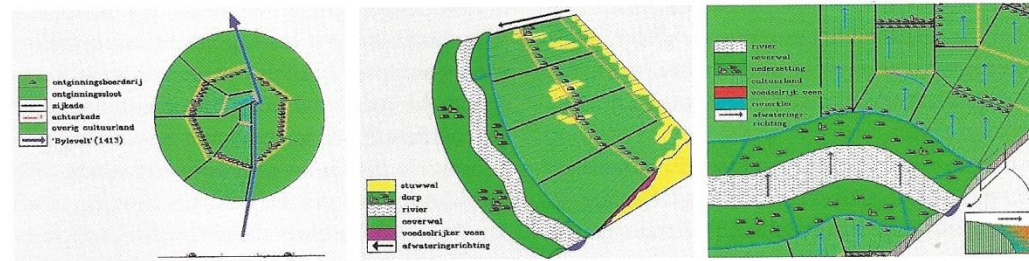 ontginningsboerderij
ontginningssloot
zijkade
achterkade
overig cultuurland
'Bylevelt' (1413)
stuwwal
dorp
rivier
oeverwal
voedselrijker veen
afwateringsrichting
rivier
oeverwal
nederzetting
cultuurland
voedselrijk veen
rivierklei
afwaterings-
richting